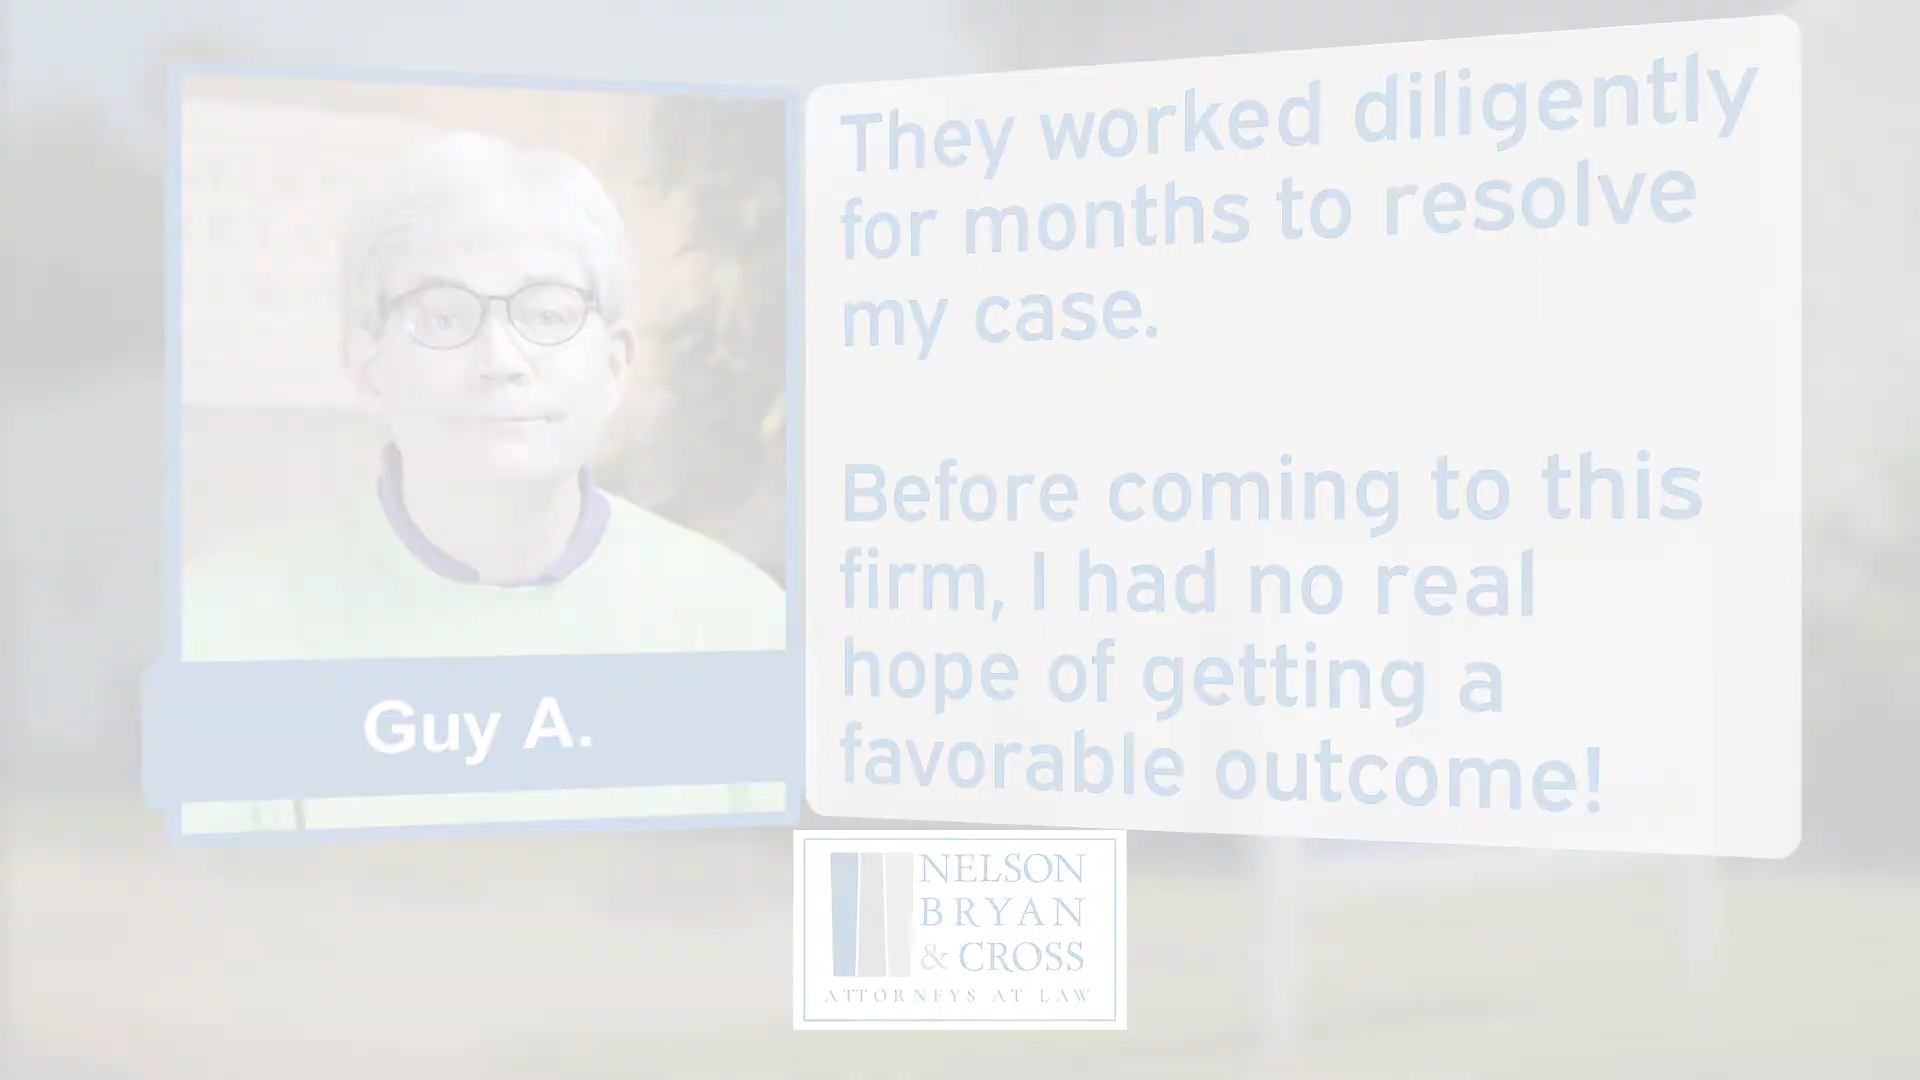 They worked diligently
for months to resolve
my case.
Before coming to this
firm, I had no real
hope of getting a
favorable outcome!
Guy A.
NELSON
BRYAN
& CROSS
ATTORNEYS AT LAW